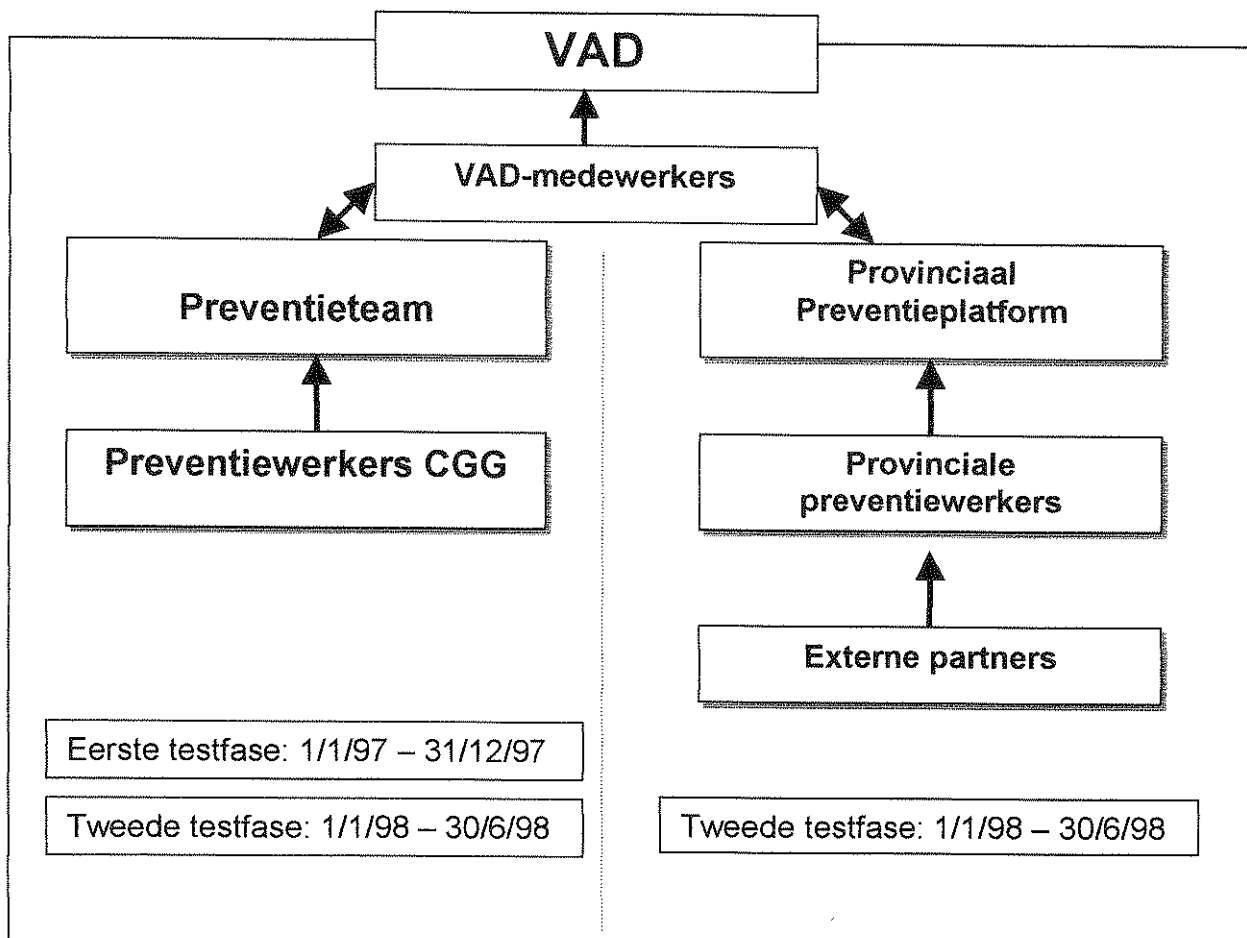 VAD
VAD-medewerkers
Preventieteam
Preventiewerkers CGG
Provinciaal
Preventieplatform
Provinciale
preventiewerkers
Externe partners
Eerste testfase: 1/1/97 – 31/12/97
Tweede testfase: 1/1/98 – 30/6/98
Tweede testfase: 1/1/98 – 30/6/98